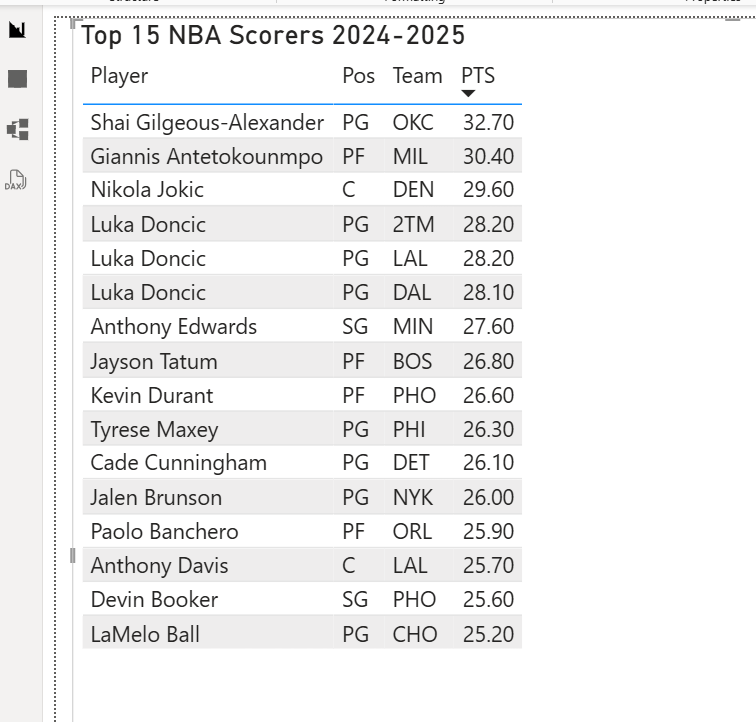 Top 15 NBA Scorers 2024-2025
Player Pos Team PTS
Shai Gilgeous-Alexander PG OKC 32.70
Giannis Antetokounmpo PF MIL 30.40
Nikola Jokic C DEN 29.60
Luka Doncic PG 2TM 28.20
Luka Doncic PG LAL 28.20
Luka Doncic PG DAL 28.10
Anthony Edwards SG MIN 27.60
Jayson Tatum PF BOS 26.80
Kevin Durant PF PHO 26.60
Tyrese Maxey PG PHI 26.30
Cade Cunningham PG DET 26.10
Jalen Brunson PG NYK 26.00
Paolo Banchero PF ORL 25.90
Anthony Davis C LAL 25.70
Devin Booker SG PHO 25.60
LaMelo Ball PG CHO 25.20
DAX